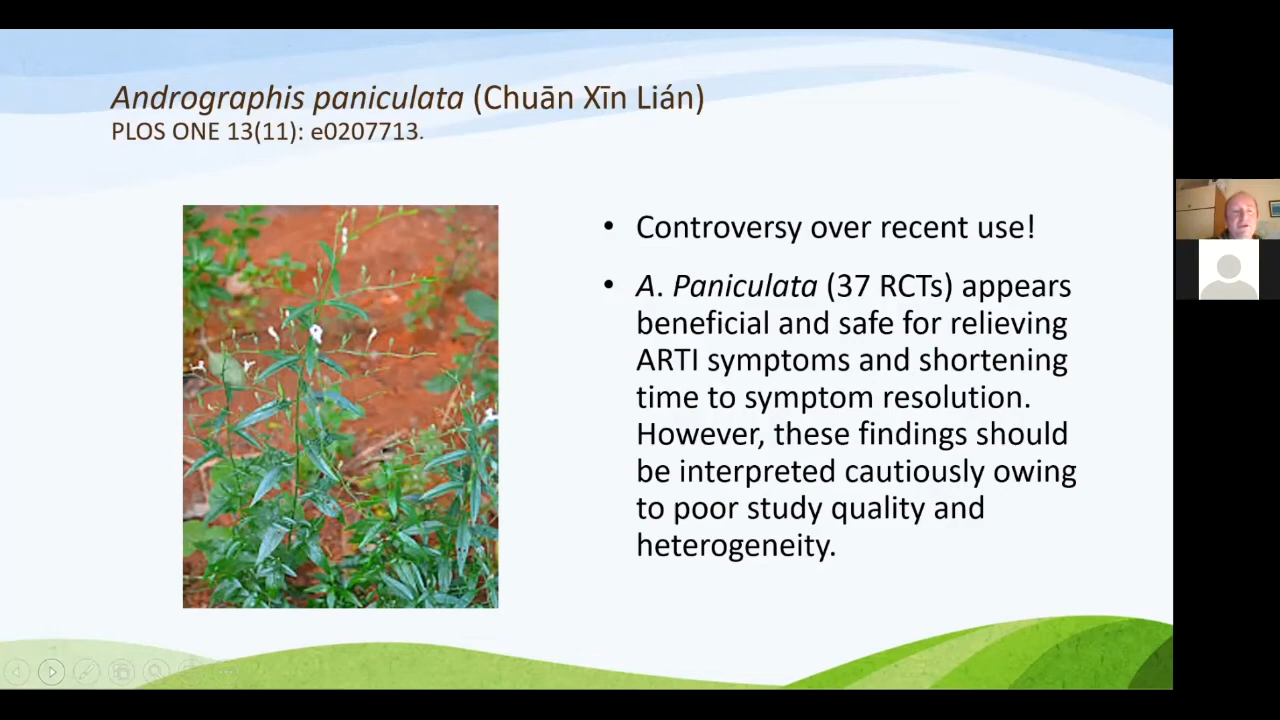 Andrographis paniculata (Chuān Xīn Lián)
PLOS ONE 13(11): e0207713.
• Controversy over recent use!
• A. Paniculata (37 RCTs) appears
beneficial and safe for relieving
ARTI symptoms and shortening
time to symptom resolution.
However, these findings should
be interpreted cautiously owing
to poor study quality and
heterogeneity.